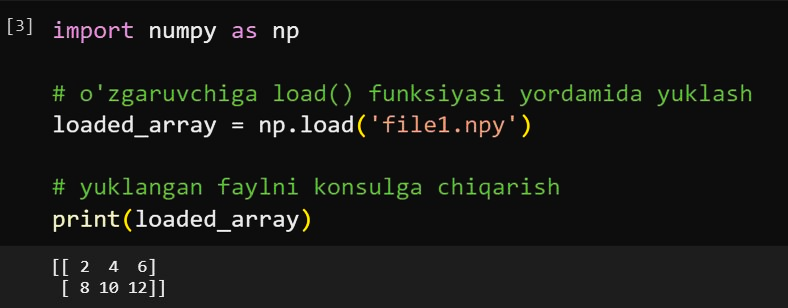 [3] import numpy as np
# o'zgaruvchiga load() funksiyasi yordamida yuklash
loaded_array = np.load('file1.npy')
# yuklangan faylni konsulga chiqarish
print(loaded_array)
[[ 2  4  6]
 [ 8 10 12]]